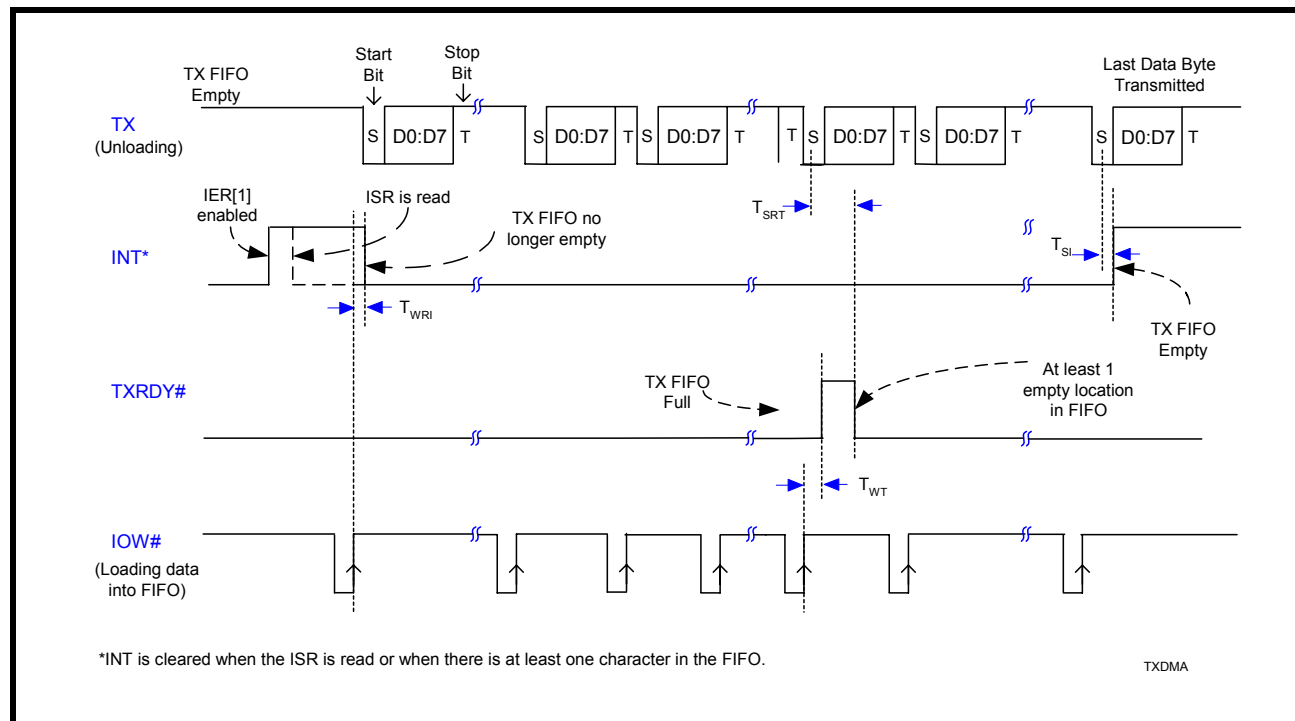 Start
Bit
Stop
Bit
TX FIFO
Empty
Last Data Byte
Transmitted
TX
(Unloading)
S D0:D7 T
S D0:D7 T S D0:D7 T
T S D0:D7 T S D0:D7 T
S D0:D7 T
IER[1]
enabled
ISR is read
TX FIFO no
longer empty
TSRT
TSI
INT*
TWRI
TX FIFO
Empty
TXRDY#
TX FIFO
Full
At least 1
empty location
in FIFO
TWT
IOW#
(Loading data
into FIFO)
*INT is cleared when the ISR is read or when there is at least one character in the FIFO.
TXDMA